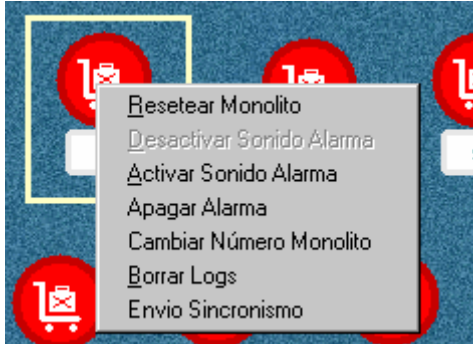 Resetear Monolito
Desactivar Sonido Alarma
Activar Sonido Alarma
Apagar Alarma
Cambiar Número Monolito
Borrar Logs
Envio Sincronismo